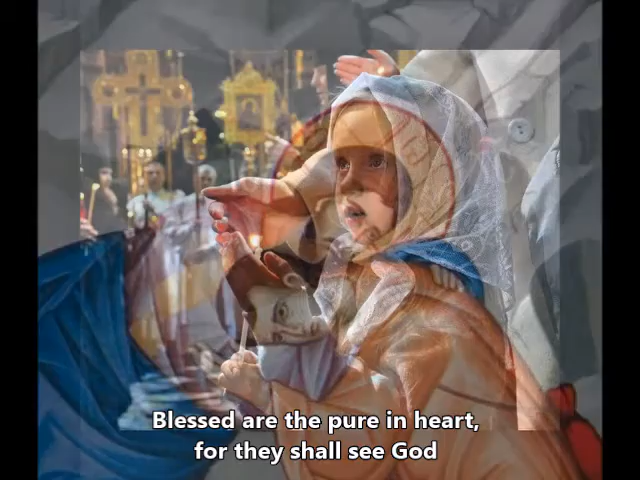 Blessed are the pure in heart,
for they shall see God